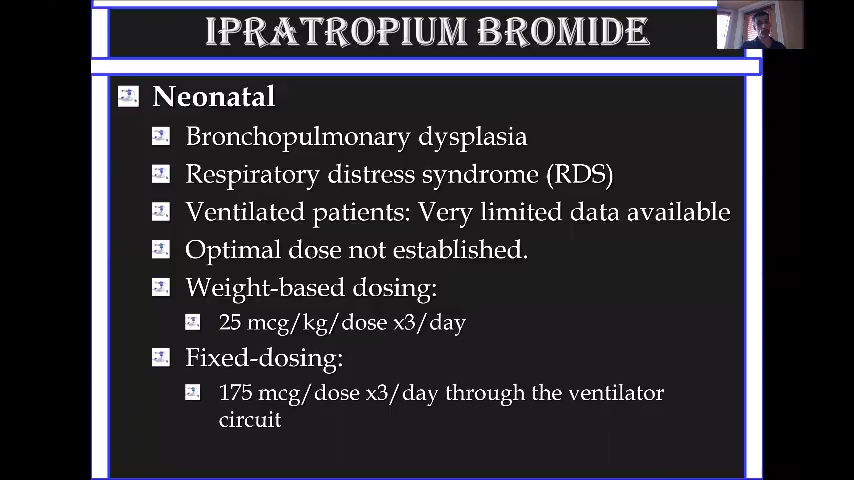 IPRATROPIUM BROMIDE
Neonatal
Bronchopulmonary dysplasia
Respiratory distress syndrome (RDS)
Ventilated patients: Very limited data available
Optimal dose not established.
Weight-based dosing:
25 mcg/kg/dose x3/day
Fixed-dosing:
175 mcg/dose x3/day through the ventilator
circuit